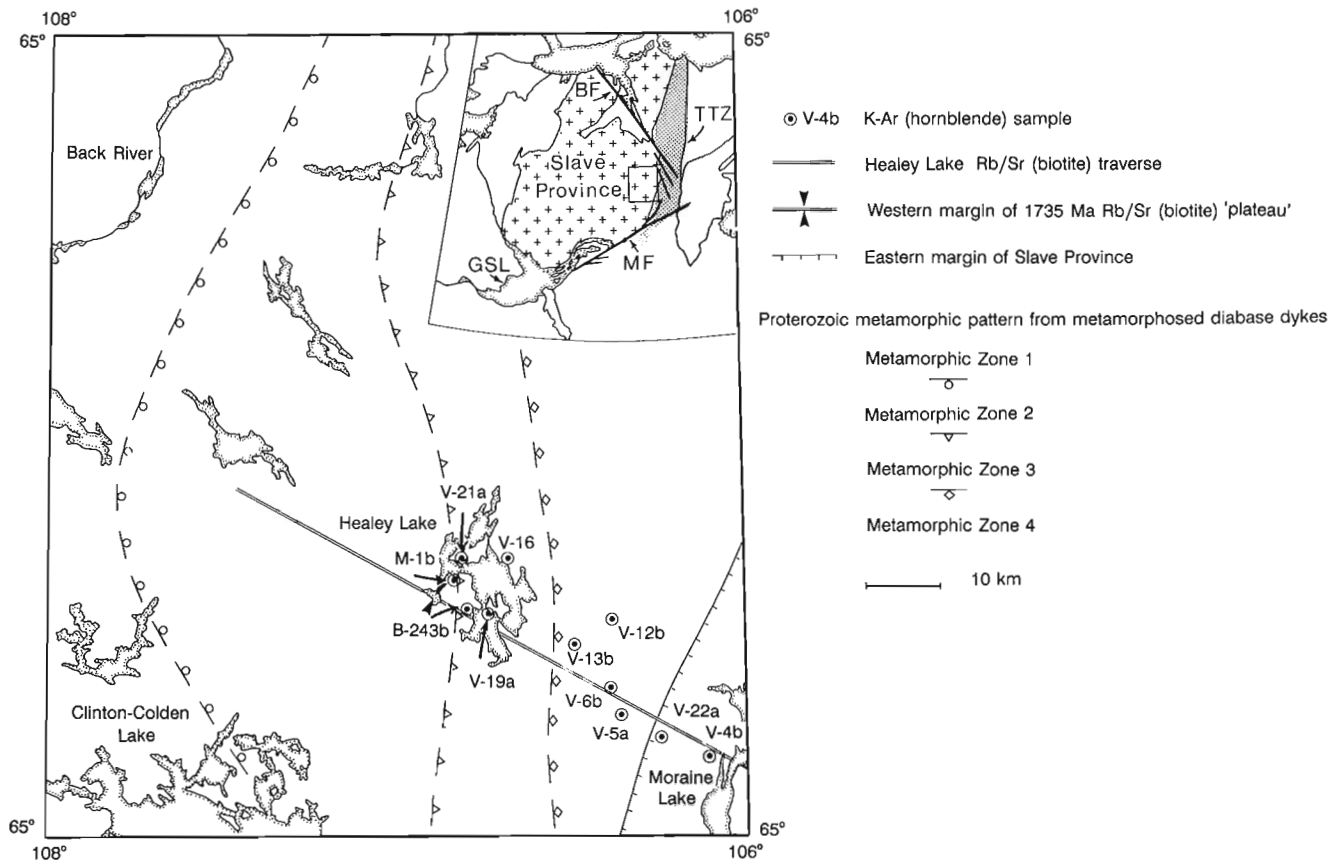 108°
106°
65°
65°
BF
TTZ
Back River
Slave
Province
GSL
MF
V-21a
Healey Lake
V-16
M-1b
B-243b
V-12b
V-13b
V-19a
V-6b
V-22a
Clinton-Colden
Lake
V-5a
V-4b
Moraine
Lake
65°
65°
108°
106°
V-4b K-Ar (hornblende) sample
Healey Lake Rb/Sr (biotite) traverse
Western margin of 1735 Ma Rb/Sr (biotite) 'plateau'
Eastern margin of Slave Province
Proterozoic metamorphic pattern from metamorphosed diabase dykes
Metamorphic Zone 1
Metamorphic Zone 2
Metamorphic Zone 3
Metamorphic Zone 4
10 km